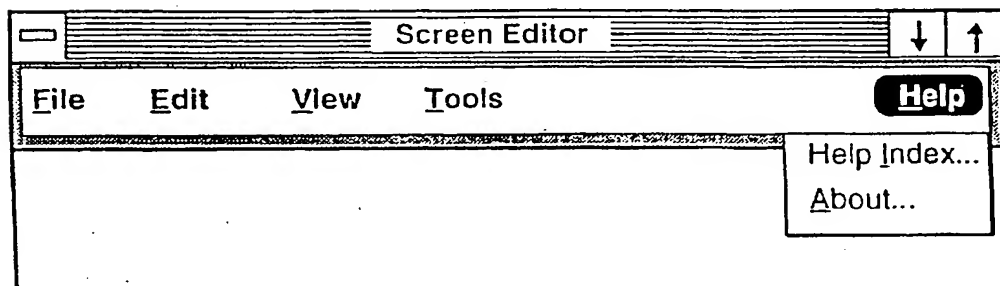 Screen Editor
File Edit View Tools Help
Help Index...
About...